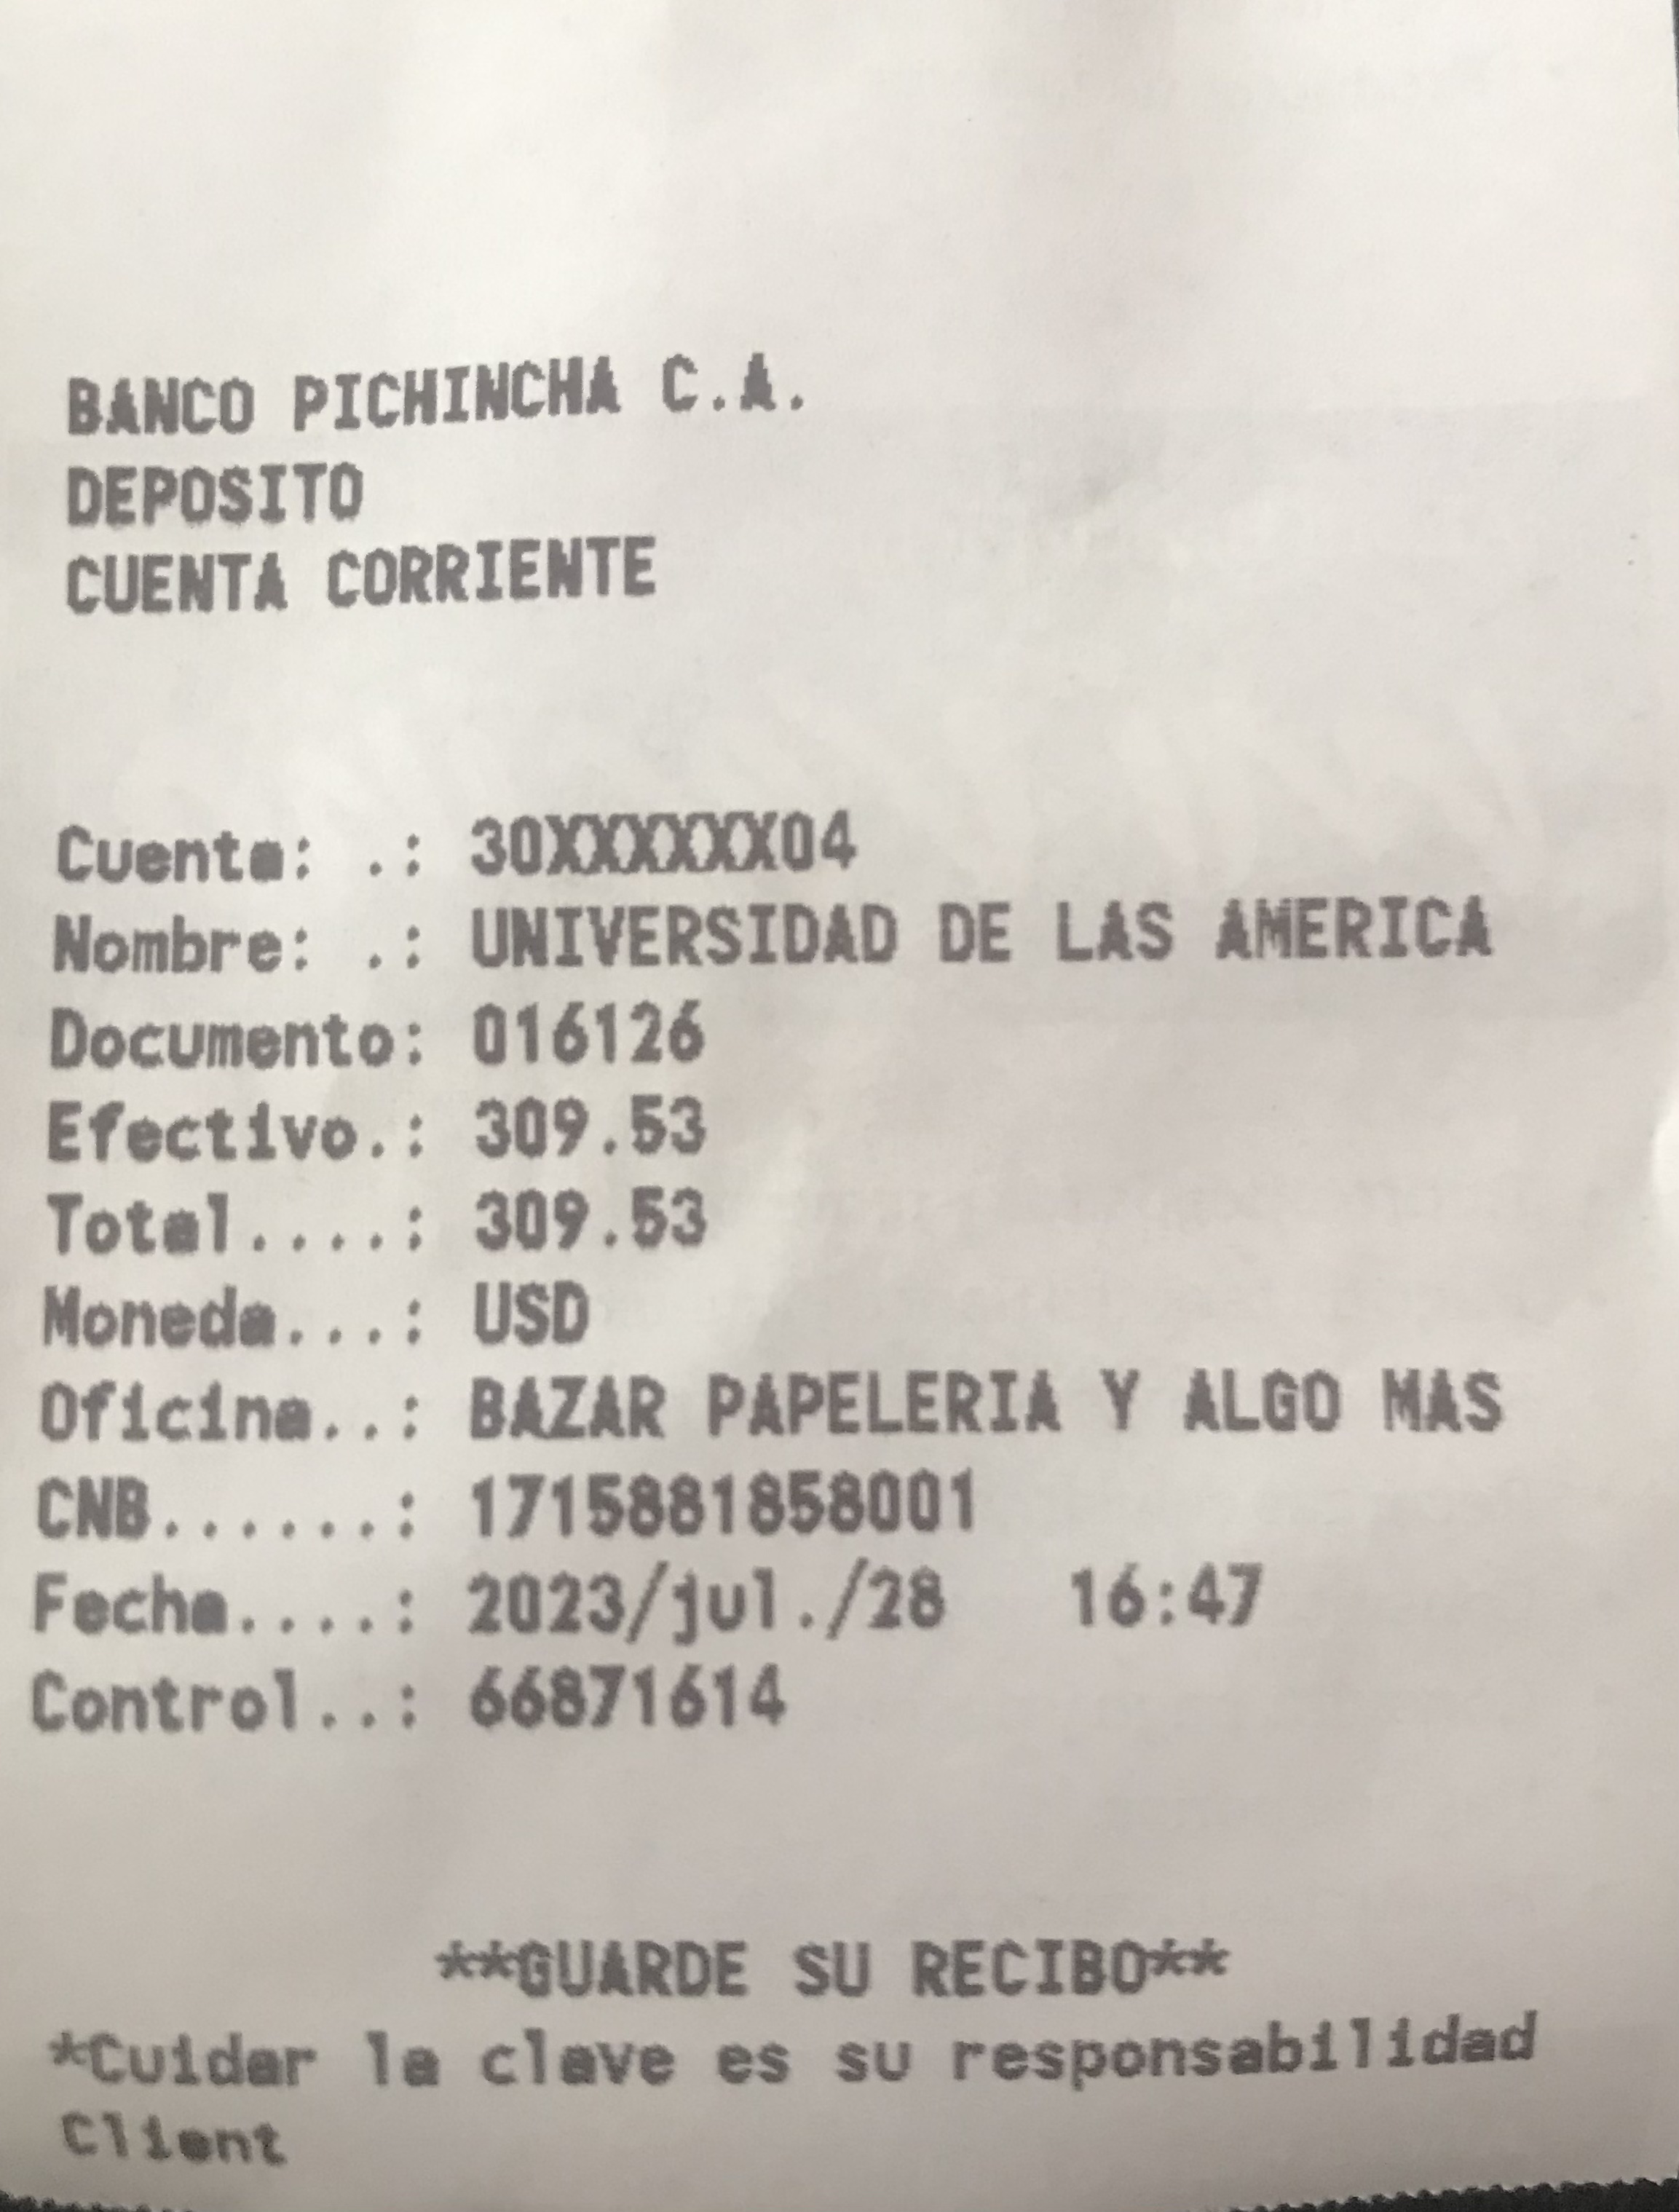 BANCO PICHINCHA C.A.
DEPOSITO
CUENTA CORRIENTE
Cuenta: .: 30XXXXXX04
Nombre: .: UNIVERSIDAD DE LAS AMERICA
Documento: 016126
Efectivo.: 309.53
Total....: 309.53
Moneda...: USD
Oficina..: BAZAR PAPELERIA Y ALGO MAS
CNB......: 1715881858001
Fecha....: 2023/jul./28 16:47
Control..: 66871614
**GUARDE SU RECIBO**
*Cuidar la clave es su responsabilidad
Client